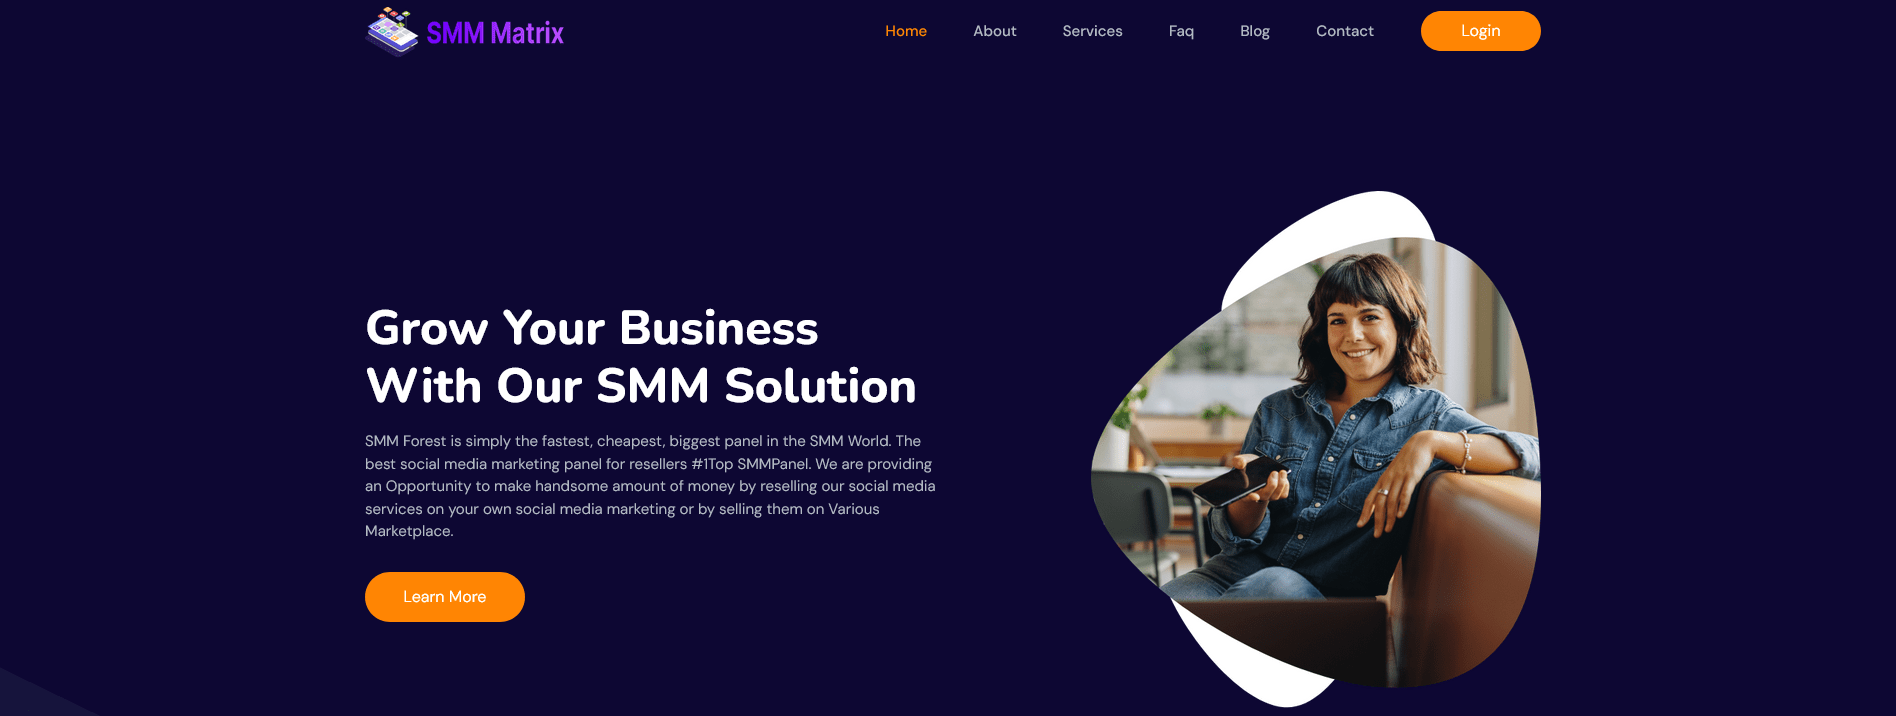 SMM Matrix
Home
About
Services
Faq
Blog
Contact
Login
Grow Your Business
With Our SMM Solution
SMM Forest is simply the fastest, cheapest, biggest panel in the SMM World. The
best social media marketing panel for resellers #1Top SMMPanel. We are providing
an Opportunity to make handsome amount of money by reselling our social media
services on your own social media marketing or by selling them on Various
Marketplace.
Learn More